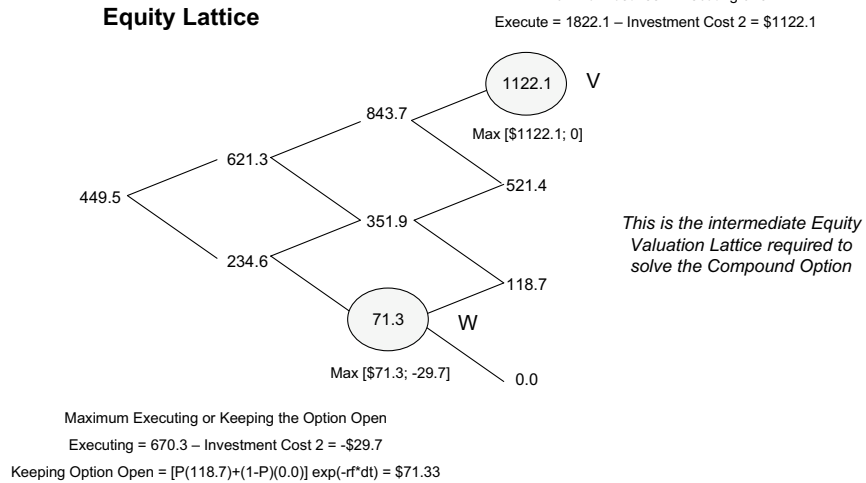 Equity Lattice
Execute = 1822.1 – Investment Cost 2 = $1122.1
1122.1
V
843.7
Max [$1122.1; 0]
621.3
521.4
449.5
351.9
This is the intermediate Equity
Valuation Lattice required to
solve the Compound Option
234.6
118.7
71.3
W
Max [$71.3; -29.7]
0.0
Maximum Executing or Keeping the Option Open
Executing = 670.3 – Investment Cost 2 = -$29.7
Keeping Option Open = [P(118.7)+(1-P)(0.0)] exp(-rf*dt) = $71.33